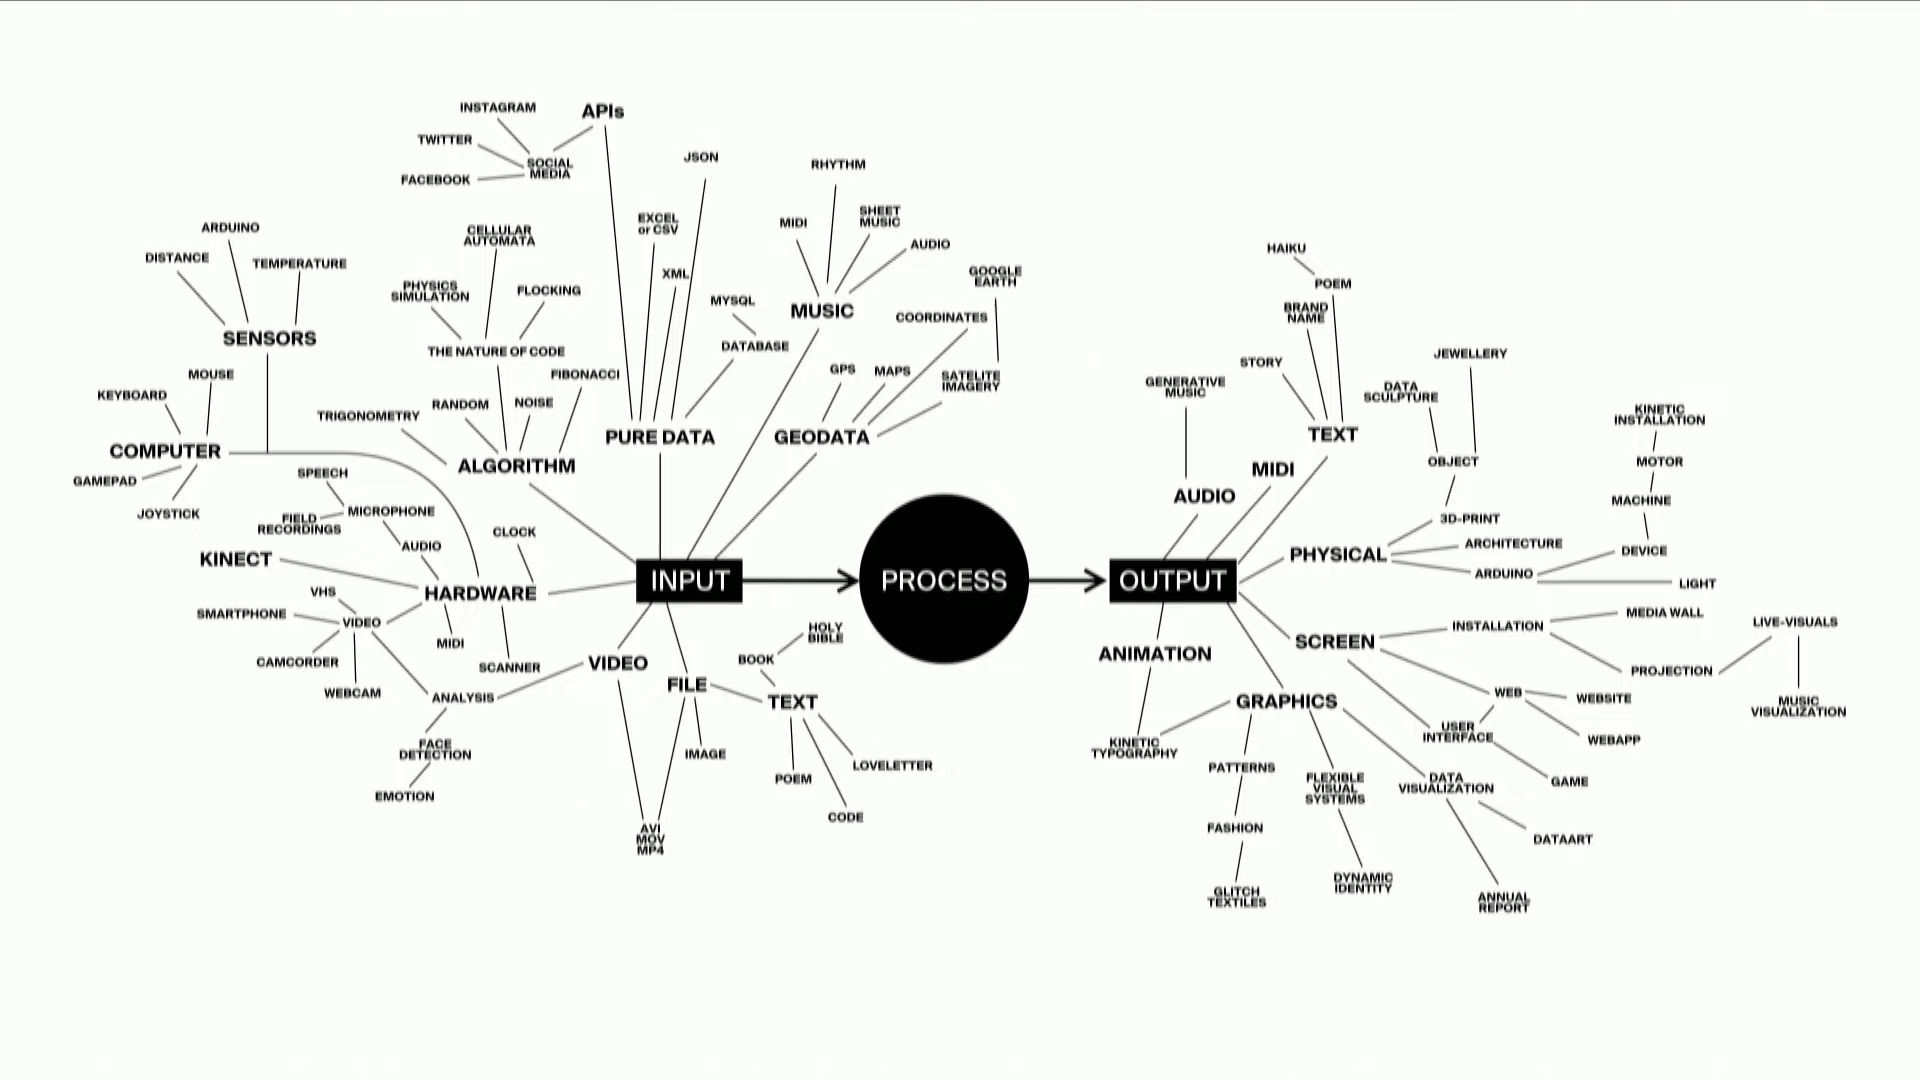 INSTAGRAM
APIs
TWITTER
SOCIAL
MEDIA
FACEBOOK
JSON
RHYTHM
EXCEL
or CSV
MIDI
SHEET
MUSIC
AUDIO
ARDUINO
DISTANCE
TEMPERATURE
SENSORS
CELLULAR
AUTOMATA
PHYSICS
SIMULATION
FLOCKING
THE NATURE OF CODE
XML
MYSQL
DATABASE
MUSIC
GOOGLE
EARTH
COORDINATES
GPS
MAPS
SATELITE
IMAGERY
MOUSE
KEYBOARD
COMPUTER
GAMEPAD
JOYSTICK
TRIGONOMETRY
RANDOM
NOISE
FIBONACCI
ALGORITHM
PURE DATA
GEODATA
SPEECH
MICROPHONE
FIELD
RECORDINGS
AUDIO
CLOCK
KINECT
HARDWARE
VHS
SMARTPHONE
VIDEO
CAMCORDER
WEBCAM
MIDI
SCANNER
ANALYSIS
FACE
DETECTION
EMOTION
INPUT
PROCESS
OUTPUT
VIDEO
FILE
HOLY
BIBLE
BOOK
TEXT
IMAGE
POEM
LOVELETTER
CODE
AVI
MOV
MP4
HAIKU
POEM
BRAND
NAME
STORY
TEXT
GENERATIVE
MUSIC
AUDIO
MIDI
JEWELLERY
DATA
SCULPTURE
OBJECT
3D-PRINT
PHYSICAL
ARCHITECTURE
ARDUINO
KINETIC
INSTALLATION
MOTOR
MACHINE
DEVICE
LIGHT
SCREEN
INSTALLATION
MEDIA WALL
LIVE-VISUALS
PROJECTION
MUSIC
VISUALIZATION
WEB
WEBSITE
WEBAPP
USER
INTERFACE
GAME
ANIMATION
GRAPHICS
KINETIC
TYPOGRAPHY
PATTERNS
FASHION
GLITCH
TEXTILES
FLEXIBLE
VISUAL
SYSTEMS
DYNAMIC
IDENTITY
DATA
VISUALIZATION
DATAART
ANNUAL
REPORT